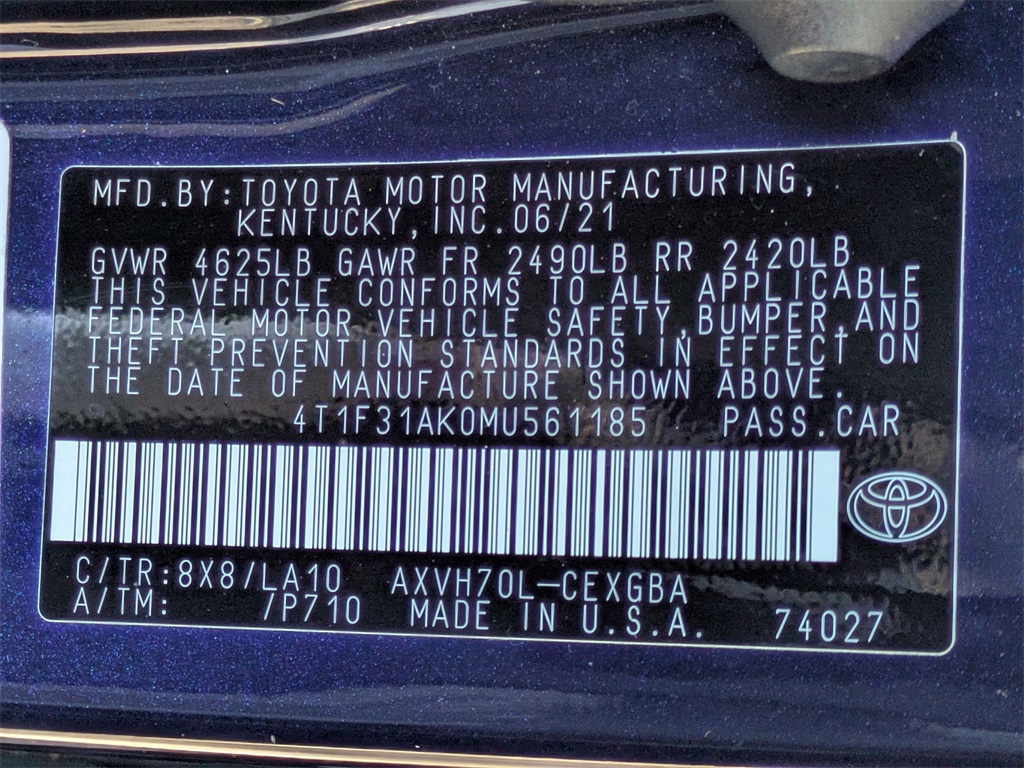 MFD. BY: TOYOTA MOTOR MANUFACTURING,
KENTUCKY, INC. 06/21
GVWR 4625LB GAWR FR 2490LB RR 2420LB
THIS VEHICLE CONFORMS TO ALL APPLICABLE
FEDERAL MOTOR VEHICLE SAFETY, BUMPER, AND
THEFT PREVENTION STANDARDS IN EFFECT ON
THE DATE OF MANUFACTURE SHOWN ABOVE.
4T1F31AK0MU561185 PASS. CAR
C/TR: 8X8/LA10 AXVH70L-CEXGBA
A/TM: /P710 MADE IN U.S.A. 74027